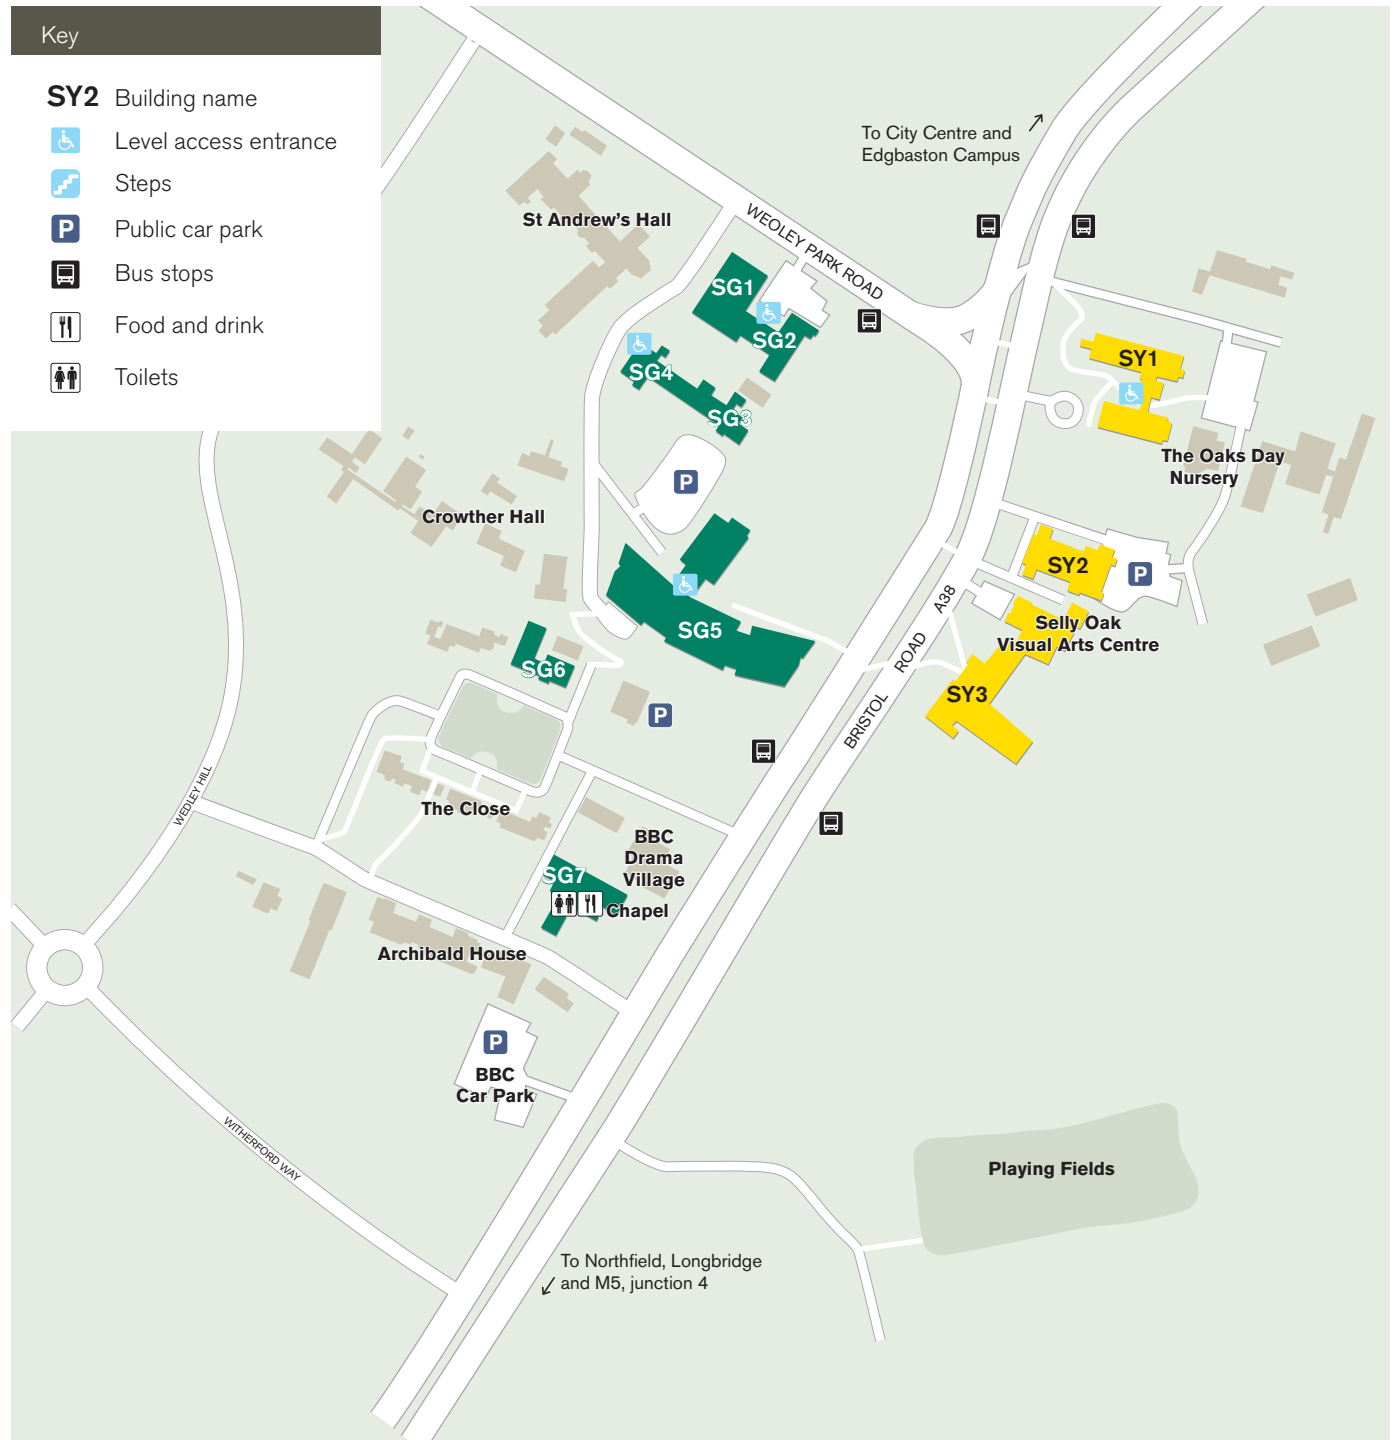 Key
SY2 Building name
Level access entrance
Steps
P Public car park
Bus stops
Food and drink
Toilets
To City Centre and
Edgbaston Campus
St Andrew's Hall
WEOLEY PARK ROAD
SG1
SG2
SG4
SG3
SY1
The Oaks Day
Nursery
P
Crowther Hall
SY2
P
SG5
A38
Selly Oak
Visual Arts Centre
ROAD
SG6
SY3
P
BRISTOL
WEDLEY HILL
The Close
BBC
Drama
Village
SG7
Chapel
Archibald House
P
BBC
Car Park
WITHERFORD WAY
Playing Fields
To Northfield, Longbridge
and M5, junction 4